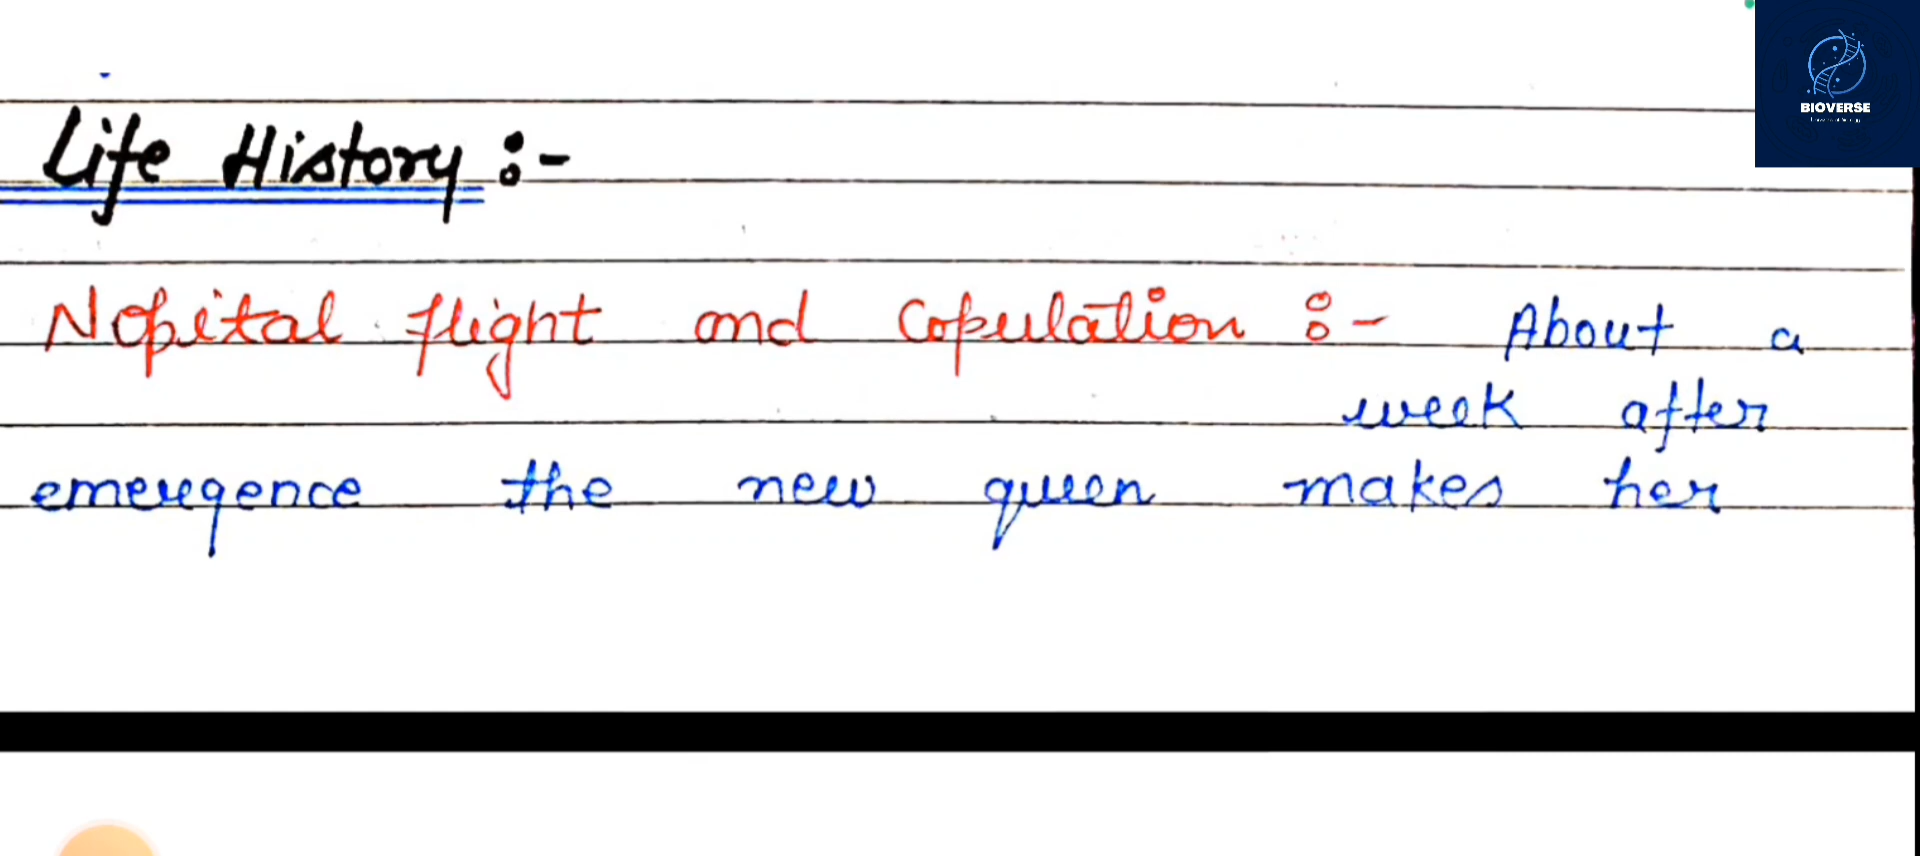 BIOVERSE
Life History :-
Nopital flight and Copulation :- About a
week after
emergence the new queen makes her